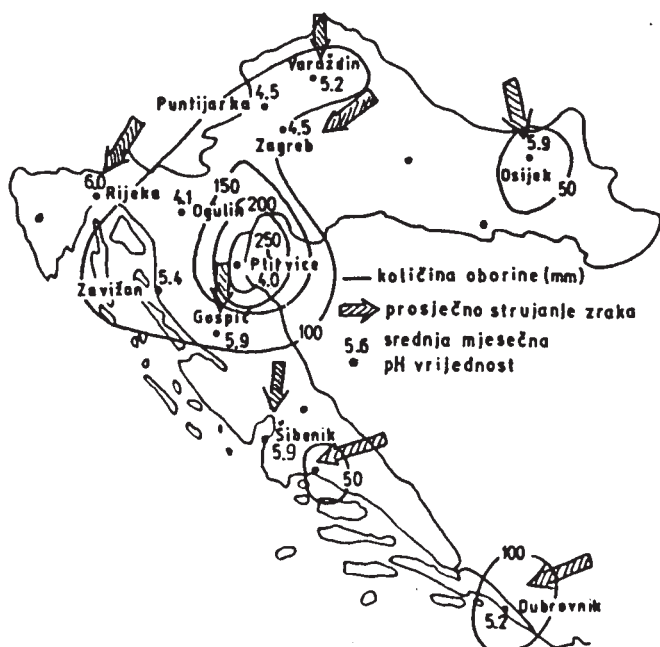 Varaždin
5.2
4.5
Puntijarka
4.5
Zagreb
5.9
Osijek
50
6.0
Rijeka
4.1
Ogulin
150
200
250
Plitvice
4.0
Zavižan
5.4
Gospić
5.9
100
količina oborine (mm)
prosječno strujanje zraka
5.6 srednja mjesečna
pH vrijednost
Šibenik
5.9
50
100
Dubrovnik
5.2